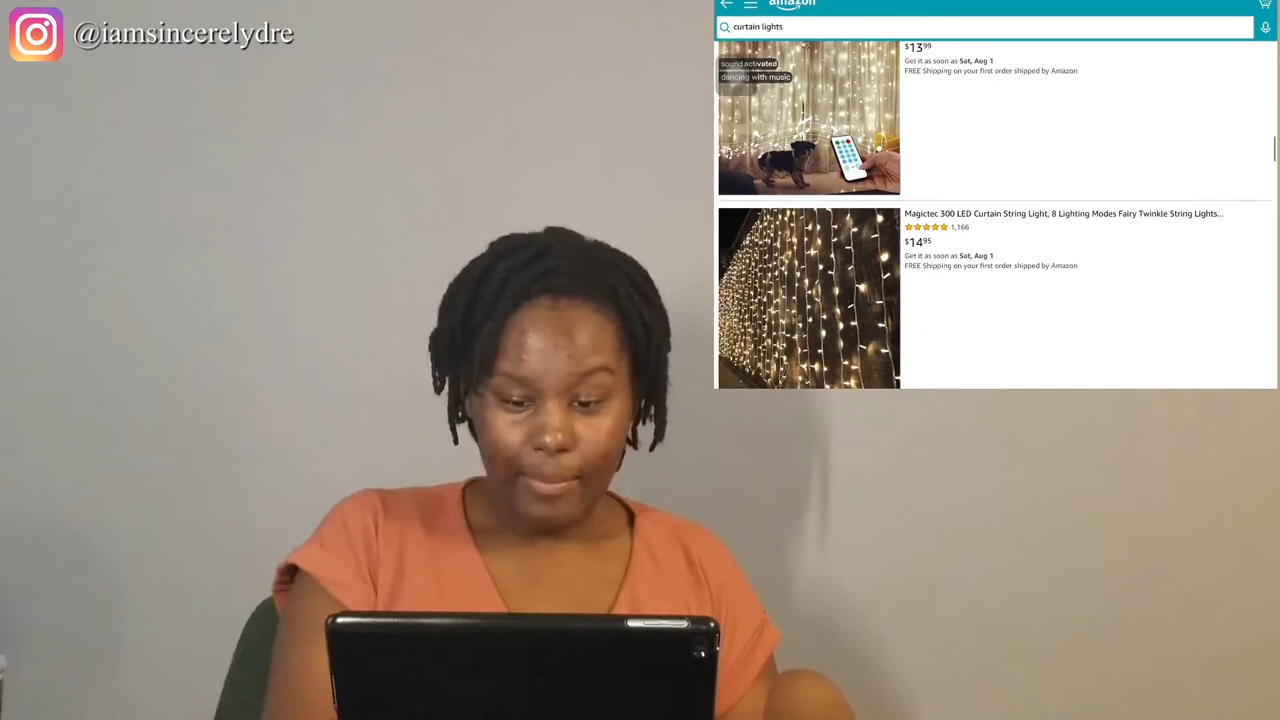 @iamsincerelydre
amazon
curtain lights
$13 99
sound activated
dancing with music
Get it as soon as Sat, Aug 1
FREE Shipping on your first order shipped by Amazon
Magictec 300 LED Curtain String Light, 8 Lighting Modes Fairy Twinkle String Lights...
1,166
$14 95
Get it as soon as Sat, Aug 1
FREE Shipping on your first order shipped by Amazon